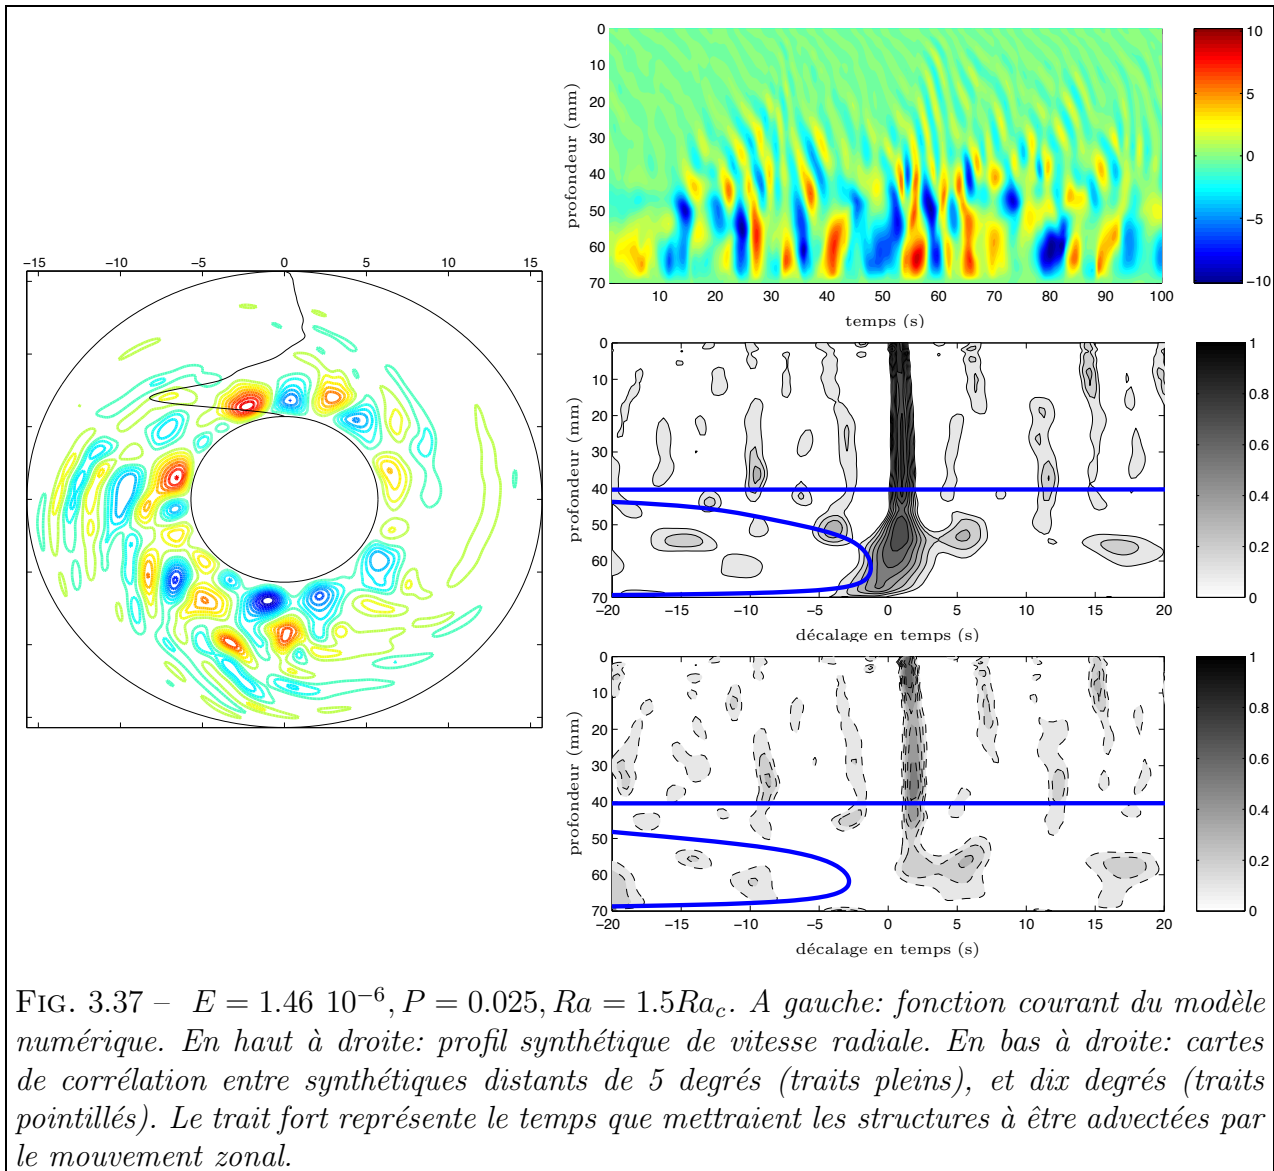 −15 −10 −5 0 5 10 15
0
10
20
30
40
50
60
70
profondeur (mm)
10 20 30 40 50 60 70 80 90 100
temps (s)
10
5
0
−5
−10
0
10
20
30
40
50
60
70
profondeur (mm)
−20 −15 −10 −5 0 5 10 15 20
décalage en temps (s)
1
0.8
0.6
0.4
0.2
0
0
10
20
30
40
50
60
70
profondeur (mm)
−20 −15 −10 −5 0 5 10 15 20
décalage en temps (s)
1
0.8
0.6
0.4
0.2
0
FIG. 3.37 – E = 1.46 10⁻⁶, P = 0.025, Ra = 1.5Ra_c. A gauche: fonction courant du modèle
numérique. En haut à droite: profil synthétique de vitesse radiale. En bas à droite: cartes
de corrélation entre synthétiques distants de 5 degrés (traits pleins), et dix degrés (traits
pointillés). Le trait fort représente le temps que mettraient les structures à être advectées par
le mouvement zonal.